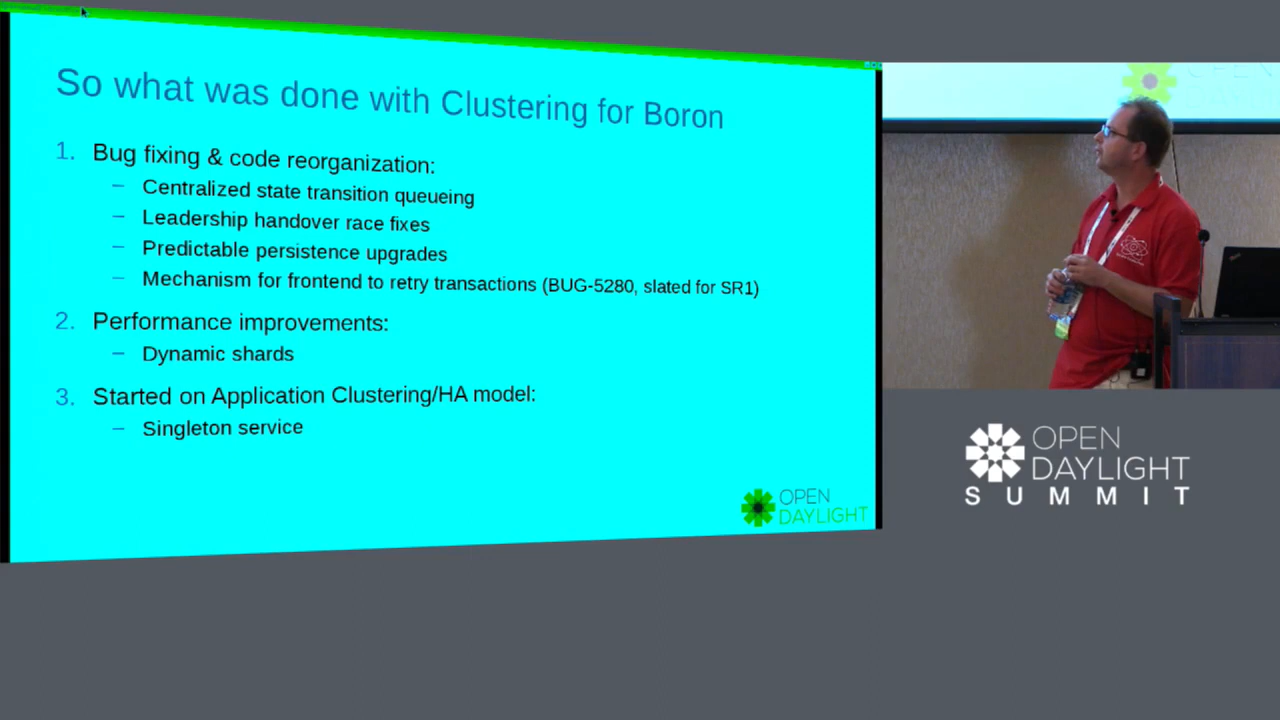 So what was done with Clustering for Boron
1. Bug fixing & code reorganization:
– Centralized state transition queueing
– Leadership handover race fixes
– Predictable persistence upgrades
– Mechanism for frontend to retry transactions (BUG-5280, slated for SR1)
2. Performance improvements:
– Dynamic shards
3. Started on Application Clustering/HA model:
– Singleton service
OPEN
DAYLIGHT
OPEN
DAYLIGHT
SUMMIT